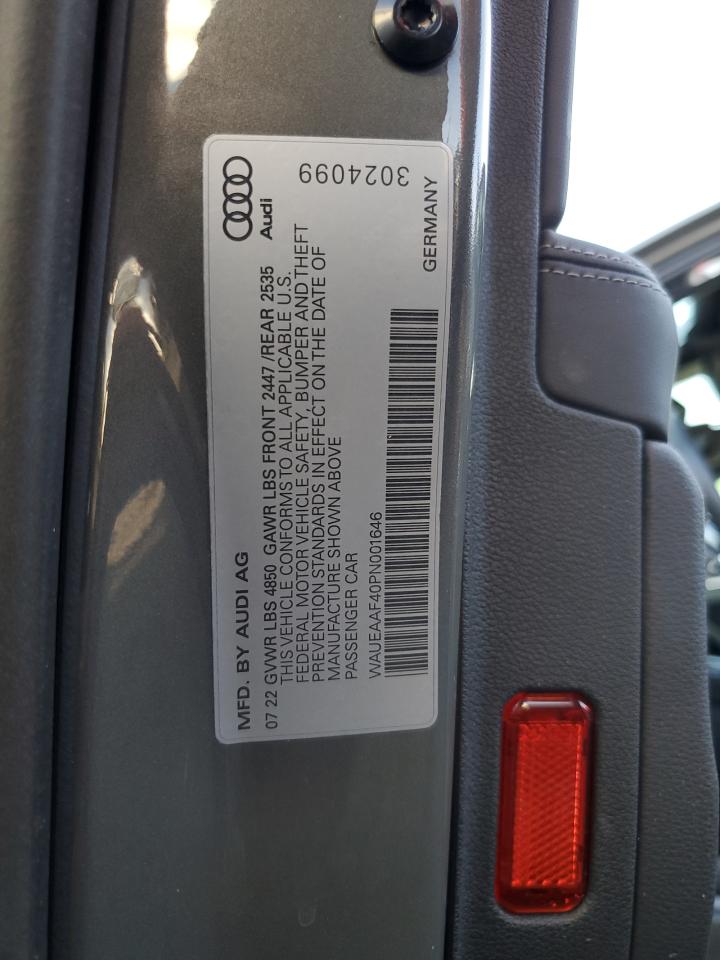 MFD. BY AUDI AG
Audi
07 22 GVWR LBS 4850 GAWR LBS FRONT 2447 /REAR 2535
THIS VEHICLE CONFORMS TO ALL APPLICABLE U.S.
FEDERAL MOTOR VEHICLE SAFETY, BUMPER AND THEFT
PREVENTION STANDARDS IN EFFECT ON THE DATE OF
MANUFACTURE SHOWN ABOVE
PASSENGER CAR
WAUEAAF40PN001646
GERMANY
3024099